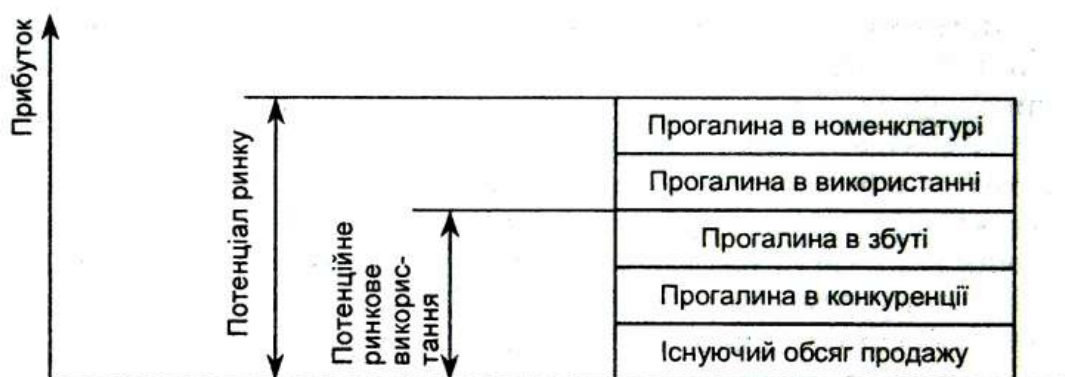 Прибуток
Потенціал ринку
Потенційне
ринкове
викорис-
тання
Прогалина в номенклатурі
Прогалина в використанні
Прогалина в збуті
Прогалина в конкуренції
Існуючий обсяг продажу